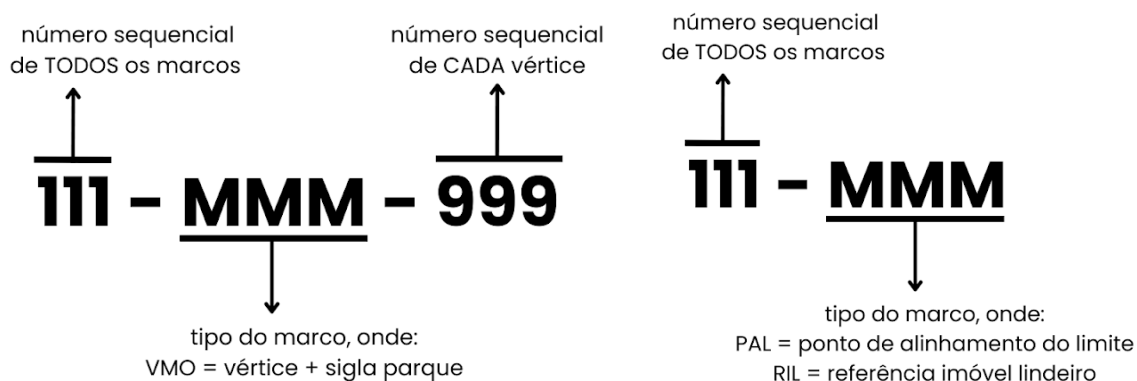 número sequencial
de TODOS os marcos
número sequencial
de CADA vértice
111 - MMM - 999
tipo do marco, onde:
VMO = vértice + sigla parque
número sequencial
de TODOS os marcos
111 - MMM
tipo do marco, onde:
PAL = ponto de alinhamento do limite
RIL = referência imóvel lindeiro